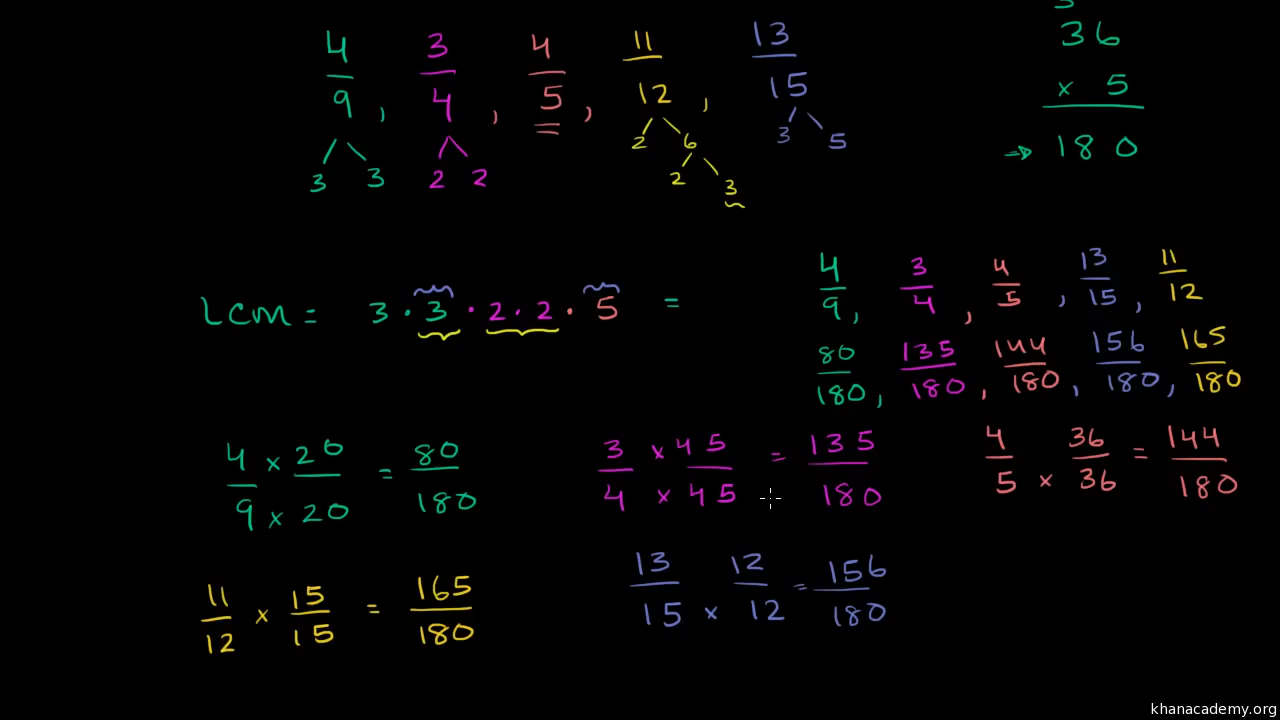 4/9, 3/4, 4/5, 11/12, 13/15
3 3 2 2 2 6 3 5
2 3
36
x 5
→ 180
LCM = 3 · 3 · 2 · 2 · 5 =
4/9, 3/4, 4/5, 13/15, 11/12
80/180, 135/180, 144/180, 156/180, 165/180
4/9 x 20/x 20 = 80/180
3/4 x 45/x 45 = 135/180
4/5 x 36/36 = 144/180
11/12 x 15/15 = 165/180
13/15 x 12/12 = 156/180
khanacademy.org